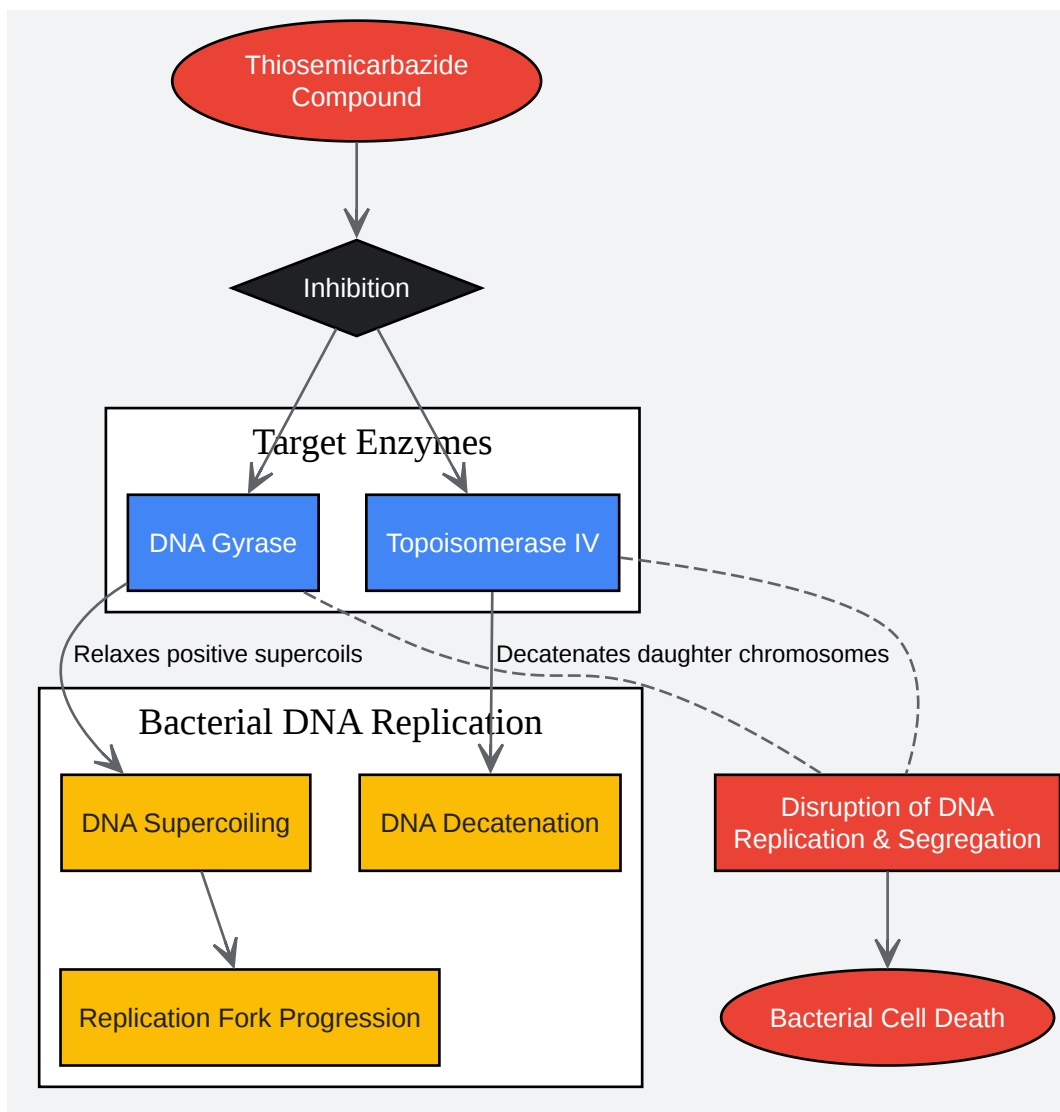 Thiosemicarbazide
Compound
Inhibition
Target Enzymes
DNA Gyrase
Topoisomerase IV
Relaxes positive supercoils
Decatenates daughter chromosomes
Bacterial DNA Replication
DNA Supercoiling
DNA Decatenation
Disruption of DNA
Replication & Segregation
Replication Fork Progression
Bacterial Cell Death